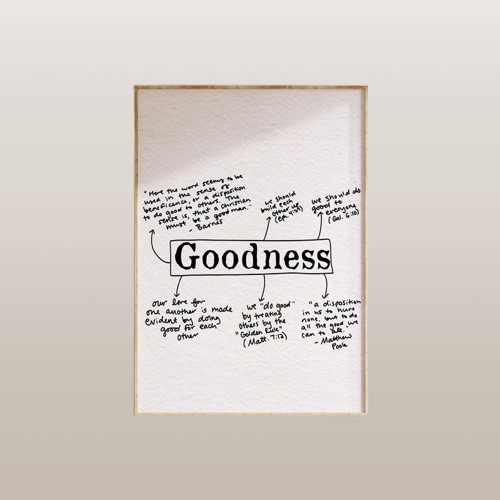 "Here the word seems to be
used in the sense of
beneficence, or a disposition
to do good to others. The
sense is, that a Christian
must be a good man."
- Barnes
we should
build each
other up
(Ep. 4:29)
we should do
good to
everyone
(Gal. 6:10)
Goodness
our love for
one another is made
evident by doing
good for each
other
we "do good"
by treating
others by the
"Golden Rule"
(Matt. 7:12)
"a disposition
in us to hurt
none, but to do
all the good we
can to all."
- Matthew
Poole